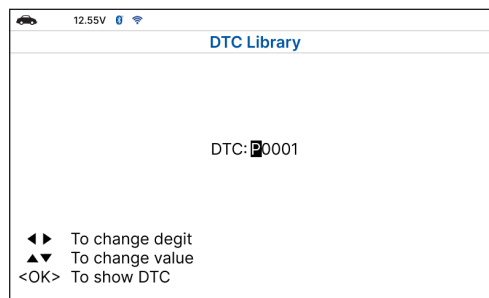 12.55V
DTC Library
DTC: P0001
◀ ▶ To change degit
▲▼ To change value
<OK> To show DTC